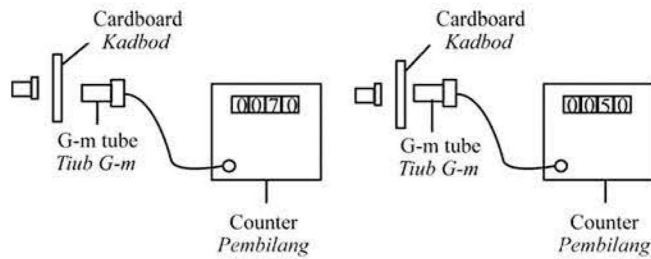 Cardboard
Kadbod
0070
G-m tube
Tiub G-m
Counter
Pembilang
Cardboard
Kadbod
0050
G-m tube
Tiub G-m
Counter
Pembilang